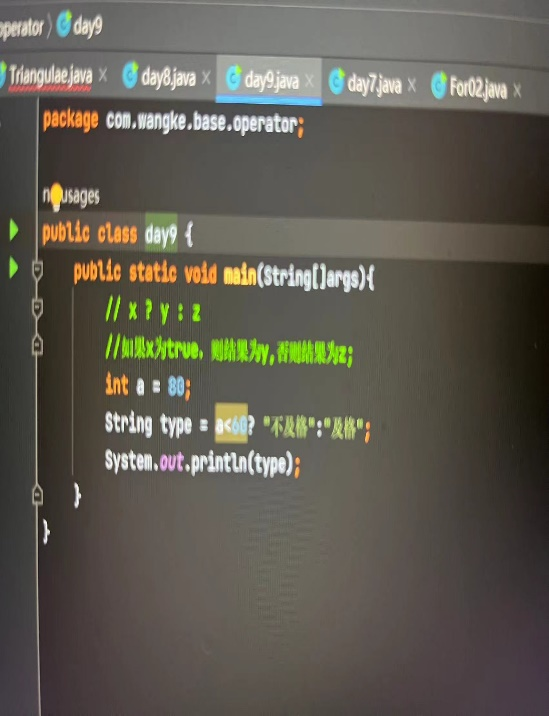 operator 〉 day9
Triangulae.java × day8.java × day9.java × day7.java × For02.java ×
package com.wangke.base.operator;
usages
public class day9 {
public static void main(String[]args){
// x ? y : z
//如果x为true，则结果为y,否则结果为z;
int a = 80;
String type = a<60? "不及格":"及格";
System.out.println(type);
}
}